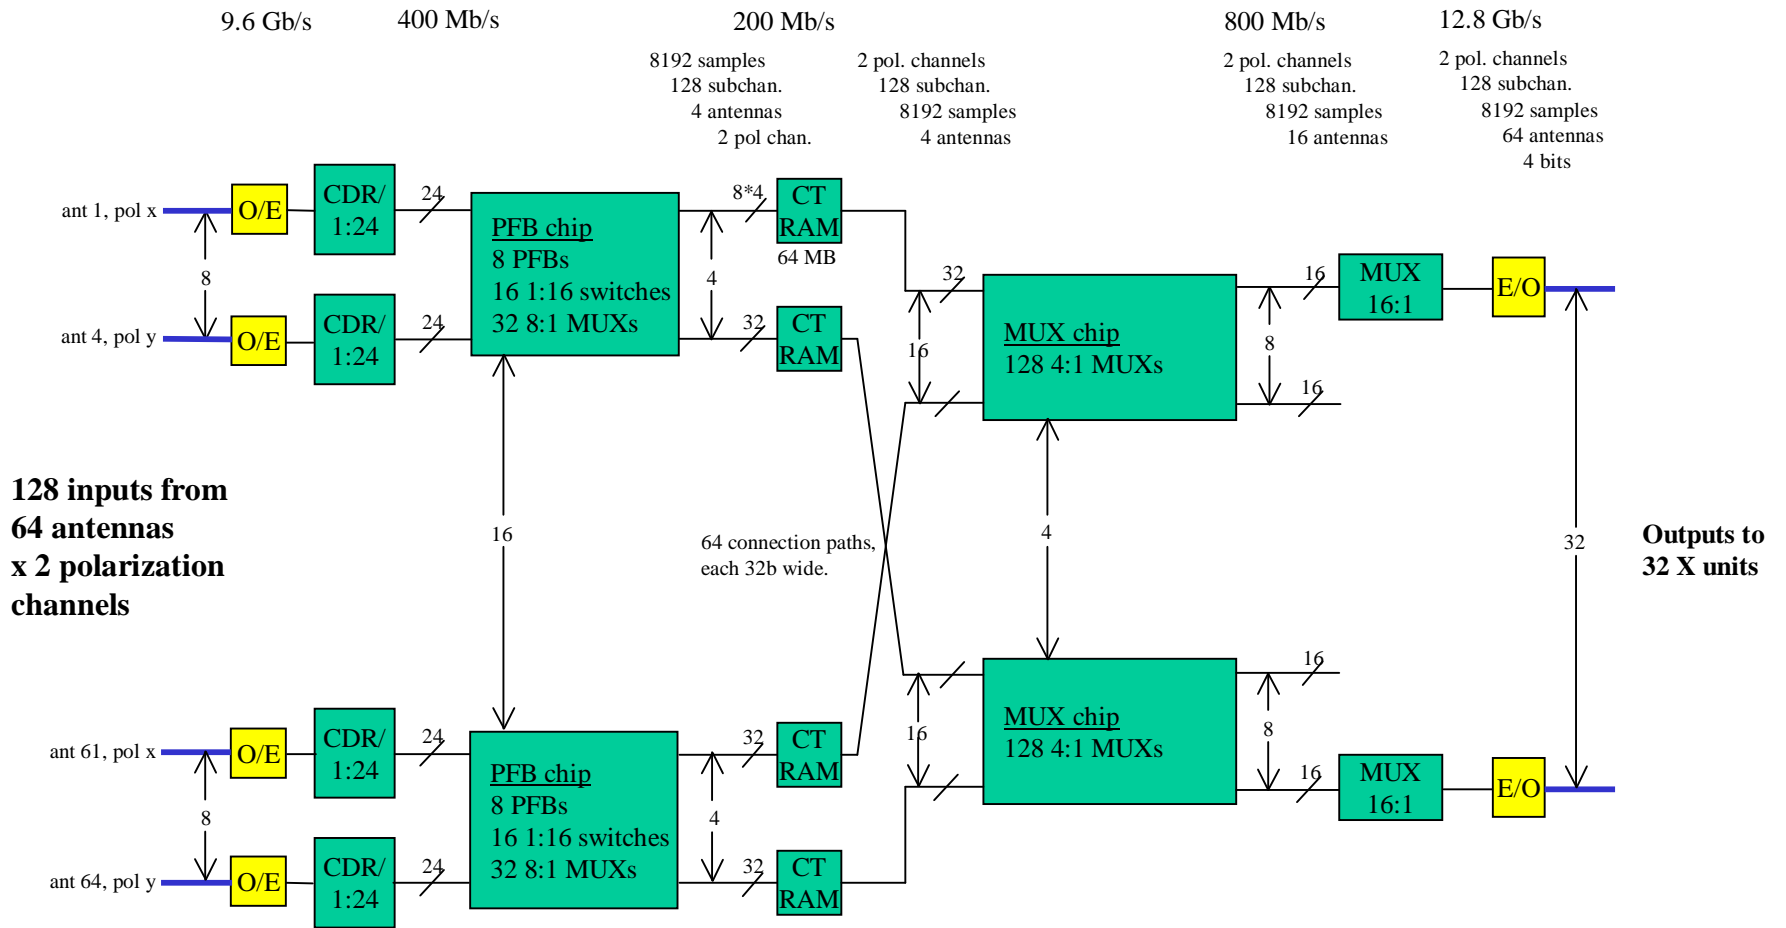 9.6 Gb/s
400 Mb/s
200 Mb/s
800 Mb/s
12.8 Gb/s
8192 samples
128 subchan.
4 antennas
2 pol chan.
2 pol. channels
128 subchan.
8192 samples
4 antennas
2 pol. channels
128 subchan.
8192 samples
16 antennas
2 pol. channels
128 subchan.
8192 samples
64 antennas
4 bits
ant 1, pol x
O/E
CDR/
1:24
24
8
ant 4, pol y
O/E
CDR/
1:24
24
PFB chip
8 PFBs
16 1:16 switches
32 8:1 MUXs
8*4
CT
RAM
64 MB
4
32
CT
RAM
32
16
MUX chip
128 4:1 MUXs
16
8
16
MUX
16:1
E/O
128 inputs from
64 antennas
x 2 polarization
channels
16
64 connection paths,
each 32b wide.
4
32
Outputs to
32 X units
ant 61, pol x
O/E
CDR/
1:24
24
8
ant 64, pol y
O/E
CDR/
1:24
24
PFB chip
8 PFBs
16 1:16 switches
32 8:1 MUXs
32
CT
RAM
4
32
CT
RAM
16
MUX chip
128 4:1 MUXs
16
8
16
MUX
16:1
E/O